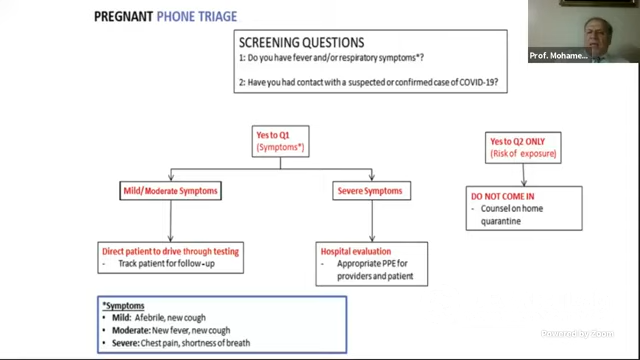 PREGNANT PHONE TRIAGE
SCREENING QUESTIONS
1: Do you have fever and/or respiratory symptoms*?
2: Have you had contact with a suspected or confirmed case of COVID-19?
Prof. Mohame...
Yes to Q1
(Symptoms*)
Yes to Q2 ONLY
(Risk of exposure)
Mild/Moderate Symptoms
Severe Symptoms
DO NOT COME IN
- Counsel on home
quarantine
Direct patient to drive through testing
- Track patient for follow-up
Hospital evaluation
- Appropriate PPE for
providers and patient
*Symptoms
• Mild: Afebrile, new cough
• Moderate: New fever, new cough
• Severe: Chest pain, shortness of breath
Powered by Zoom